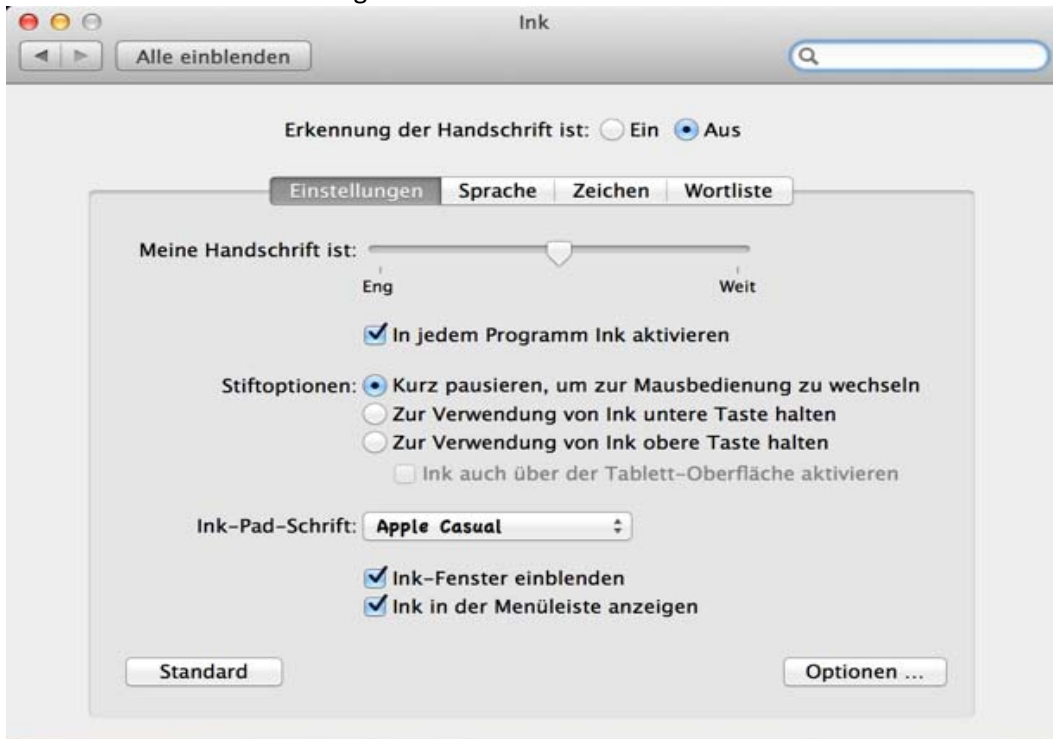 Ink
Alle einblenden
Erkennung der Handschrift ist: Ein Aus
Einstellungen Sprache Zeichen Wortliste
Meine Handschrift ist:
Eng Weit
In jedem Programm Ink aktivieren
Stiftoptionen: Kurz pausieren, um zur Mausbedienung zu wechseln
Zur Verwendung von Ink untere Taste halten
Zur Verwendung von Ink obere Taste halten
Ink auch über der Tablett-Oberfläche aktivieren
Ink-Pad-Schrift: Apple Casual
Ink-Fenster einblenden
Ink in der Menüleiste anzeigen
Standard Optionen ...